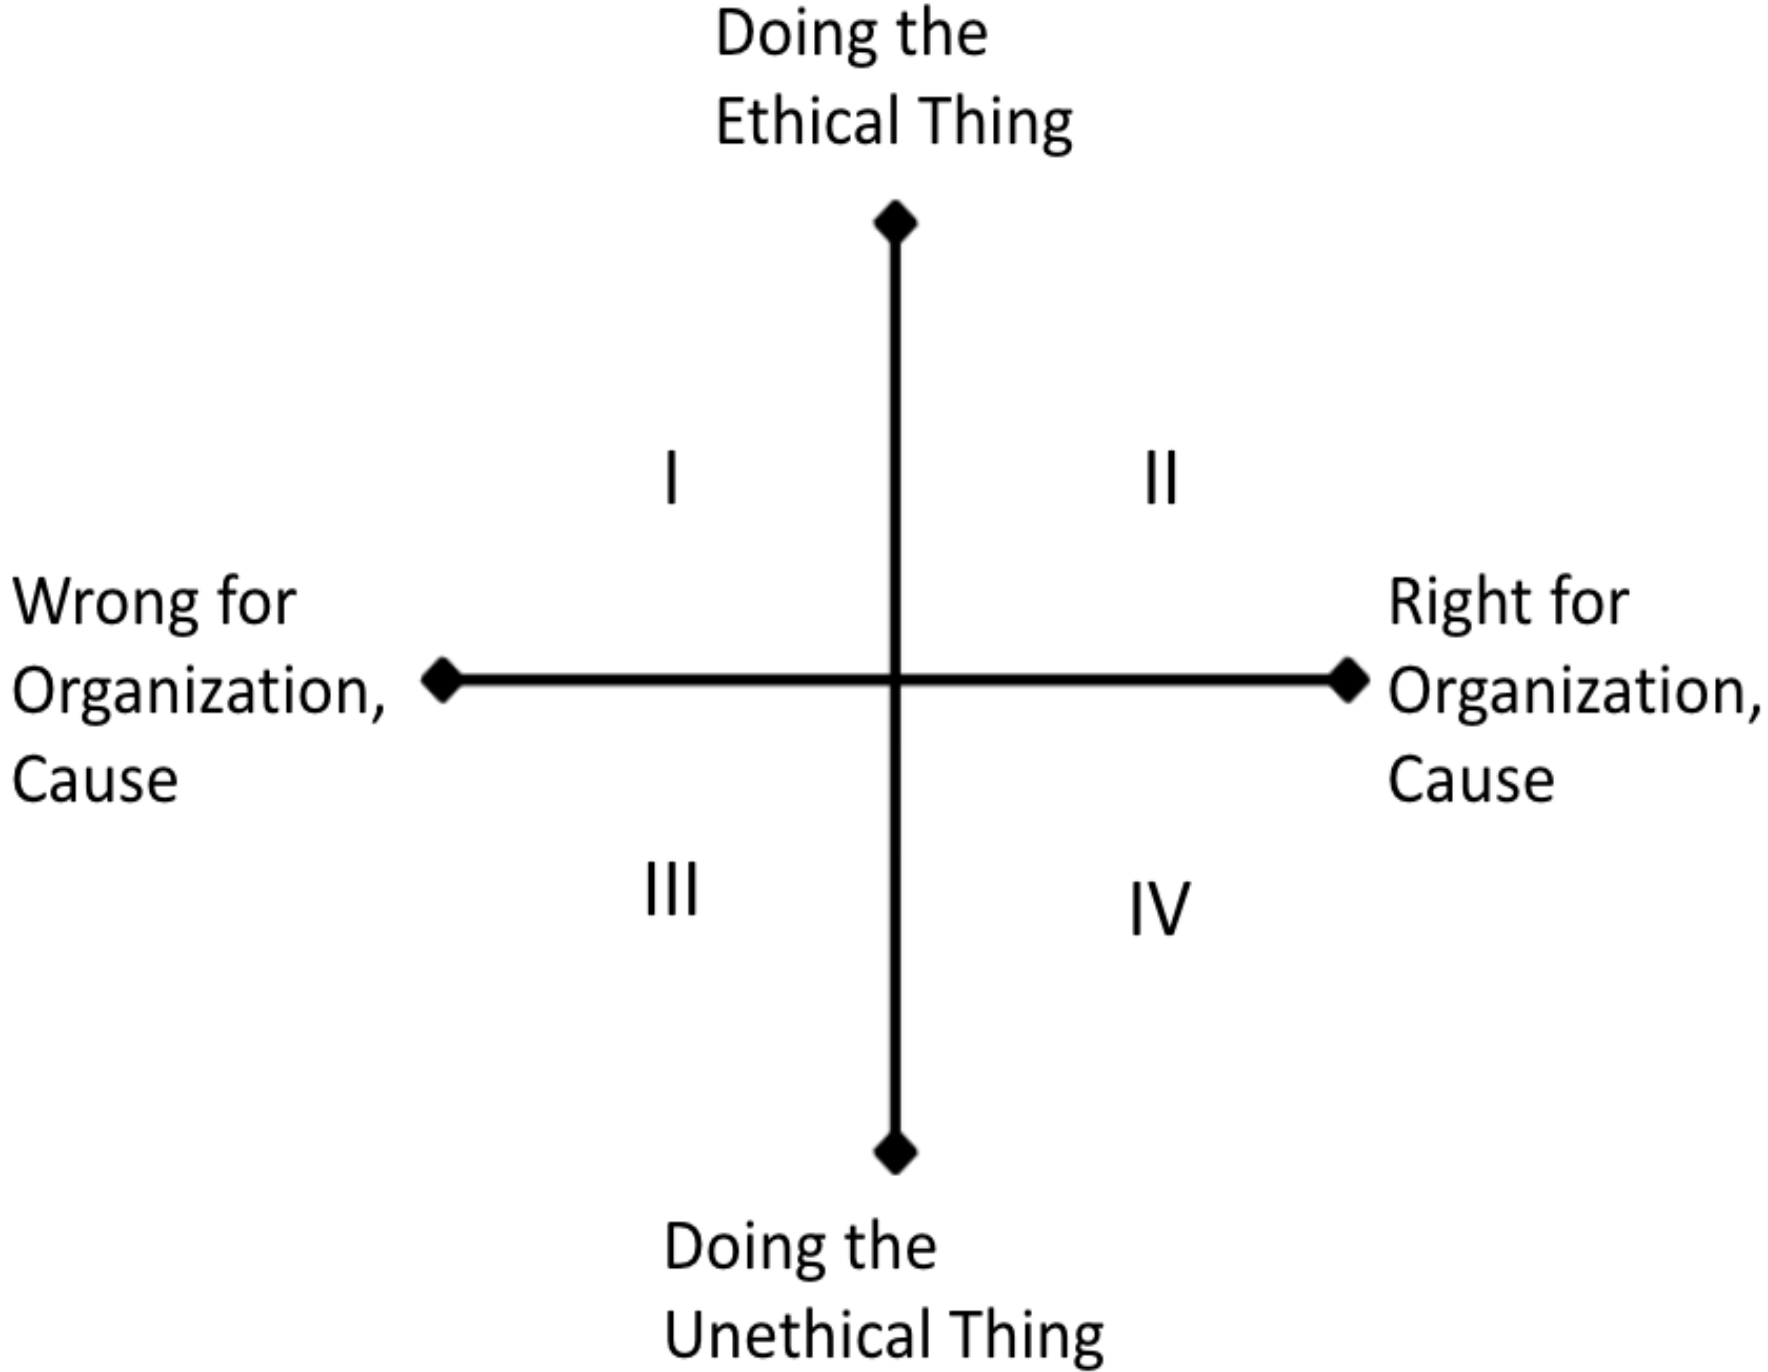 Doing the
Ethical Thing
I
II
Wrong for
Organization,
Cause
Right for
Organization,
Cause
III
IV
Doing the
Unethical Thing